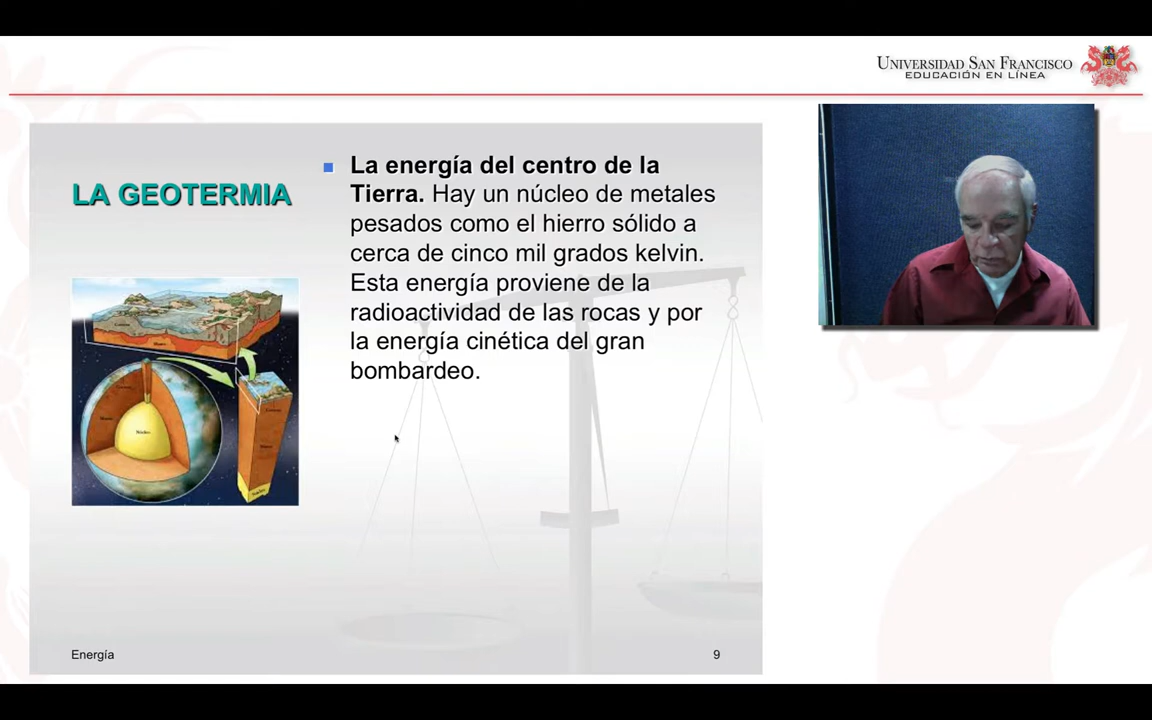 UNIVERSIDAD SAN FRANCISCO
EDUCACIÓN EN LÍNEA
LA GEOTERMIA
La energía del centro de la
Tierra. Hay un núcleo de metales
pesados como el hierro sólido a
cerca de cinco mil grados kelvin.
Esta energía proviene de la
radioactividad de las rocas y por
la energía cinética del gran
bombardeo.
Núcleo
Energía
9